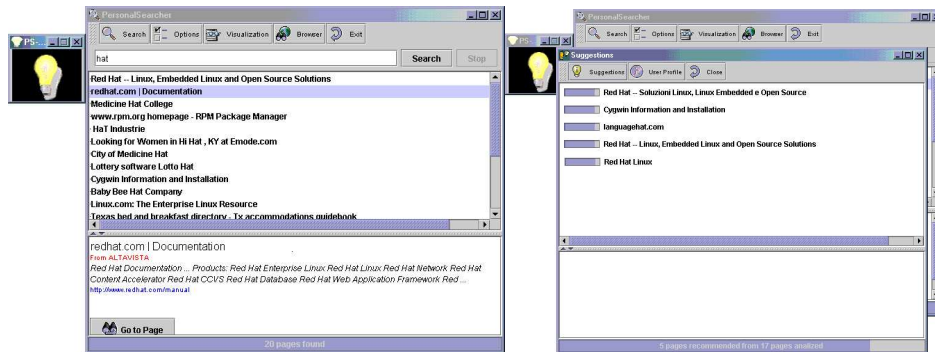 PersonalSearcher
Search Options Visualization Browser Exit
PS-...
hat Search Stop
Red Hat -- Linux, Embedded Linux and Open Source Solutions
redhat.com | Documentation
Medicine Hat College
www.rpm.org homepage - RPM Package Manager
HaT Industrie
Looking for Women in Hi Hat , KY at Emode.com
City of Medicine Hat
Lottery software Lotto Hat
Cygwin Information and Installation
Baby Bee Hat Company
Linux.com: The Enterprise Linux Resource
Texas bed and breakfast directory - Tx accommodations guidebook
redhat.com | Documentation
From ALTAVISTA
Red Hat Documentation ... Products: Red Hat Enterprise Linux Red Hat Linux Red Hat Network Red Hat
Content Accelerator Red Hat CCVS Red Hat Database Red Hat Web Application Framework Red ...
http://www.redhat.com/manual
Go to Page
20 pages found
PersonalSearcher
Search Options Visualization Browser Exit
PS-
Suggestions
Suggestions User Profile Close
Red Hat -- Soluzioni Linux, Linux Embedded e Open Source
Cygwin Information and Installation
languagehat.com
Red Hat -- Linux, Embedded Linux and Open Source Solutions
Red Hat Linux
5 pages recommended from 17 pages analized